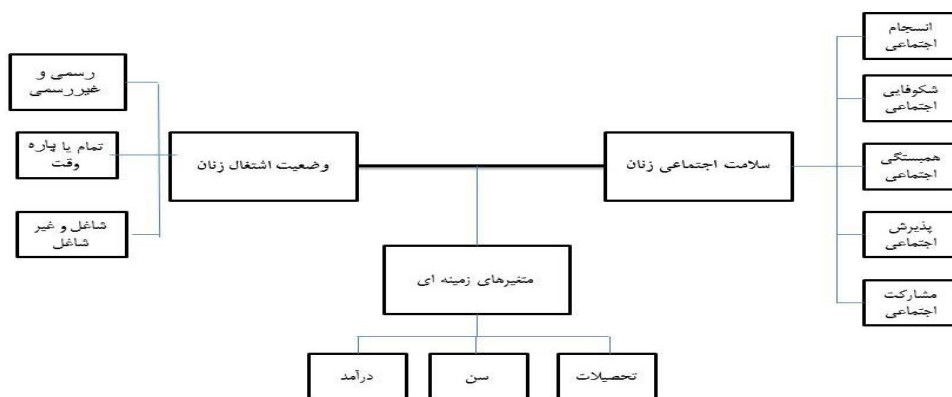 انسجام
اجتماعی
شکوفایی
اجتماعی
همبستگی
اجتماعی
پذیرش
اجتماعی
مشارکت
اجتماعی
سلامت اجتماعی زنان
وضعیت اشتغال زنان
رسمی و
غیررسمی
تمام یا پاره
وقت
شاغل و غیر
شاغل
متغیرهای زمینه ای
تحصیلات
سن
درآمد